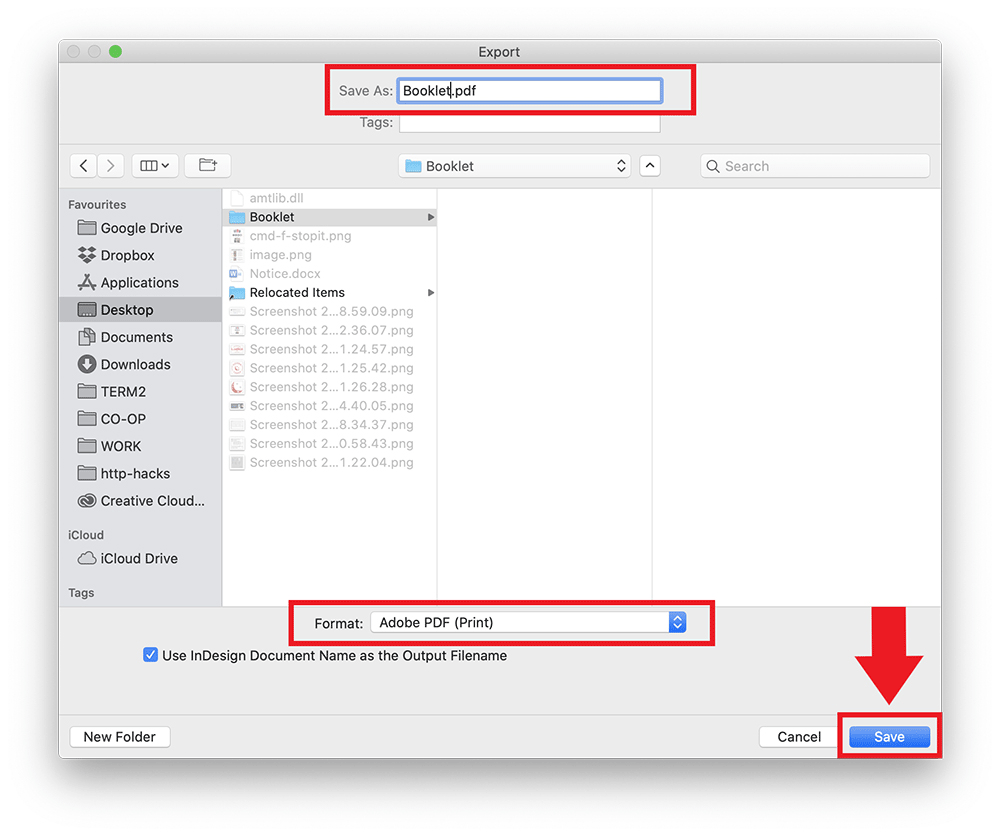 Export
Save As: Booklet.pdf
Tags:
Booklet
Search
Favourites
Google Drive
Dropbox
Applications
Desktop
Documents
Downloads
TERM2
CO-OP
WORK
http-hacks
Creative Cloud...
iCloud
iCloud Drive
Tags
amtlib.dll
Booklet
cmd-f-stopit.png
image.png
Notice.docx
Relocated Items
Screenshot 2...8.59.09.png
Screenshot 2...2.36.07.png
Screenshot 2...1.24.57.png
Screenshot 2...1.25.42.png
Screenshot 2...1.26.28.png
Screenshot 2...4.40.05.png
Screenshot 2...8.34.37.png
Screenshot 2...0.58.43.png
Screenshot 2...1.22.04.png
Format: Adobe PDF (Print)
Use InDesign Document Name as the Output Filename
New Folder
Cancel
Save